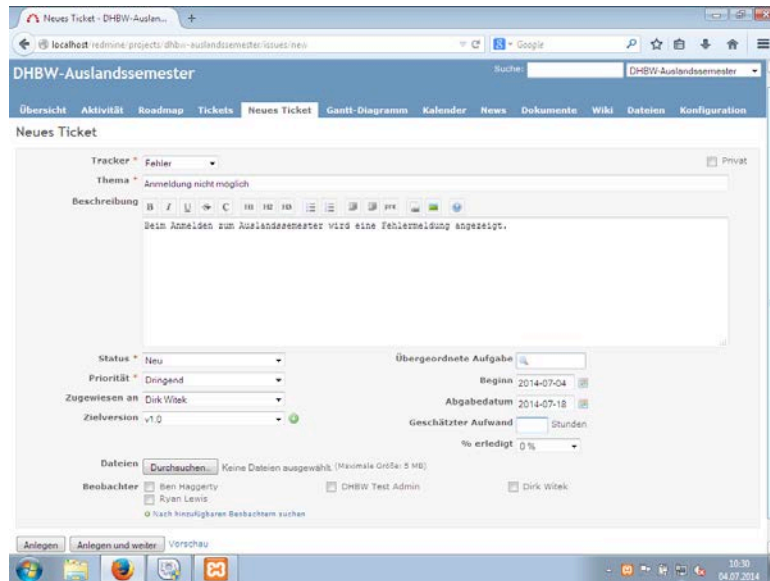 Neues Ticket - DHBW-Auslan...
localhost/redmine/projects/dhbw-auslandssemester/issues/new
Google
DHBW-Auslandssemester
Suche:
DHBW-Auslandssemester
Übersicht Aktivität Roadmap Tickets Neues Ticket Gantt-Diagramm Kalender News Dokumente Wiki Dateien Konfiguration
Neues Ticket
Tracker * Fehler
Privat
Thema * Anmeldung nicht möglich
Beschreibung B I U S C H1 H2 H3 PRE
Beim Anmelden zum Auslandssemester wird eine Fehlermeldung angezeigt.
Status * Neu
Übergeordnete Aufgabe
Priorität * Dringend
Beginn 2014-07-04
Zugewiesen an Dirk Witek
Abgabedatum 2014-07-18
Zielversion v1.0
Geschätzter Aufwand Stunden
% erledigt 0 %
Dateien Durchsuchen... Keine Dateien ausgewählt. (Maximale Größe: 5 MB)
Beobachter Ben Haggerty DHBW Test Admin Dirk Witek
Ryan Lewis
Nach hinzufügbaren Beobachtern suchen
Anlegen Anlegen und weiter Vorschau
10:30
04.07.2014